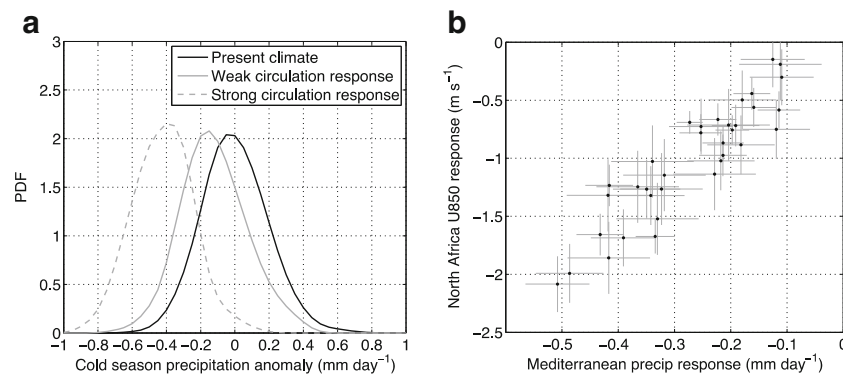 a
3
2.5
2
1.5
1
0.5
0
PDF
Present climate
Weak circulation response
Strong circulation response
−1 −0.8 −0.6 −0.4 −0.2 0 0.2 0.4 0.6 0.8 1
Cold season precipitation anomaly (mm day⁻¹)
b
0
−0.5
−1
−1.5
−2
−2.5
North Africa U850 response (m s⁻¹)
−0.5 −0.4 −0.3 −0.2 −0.1 0
Mediterranean precip response (mm day⁻¹)